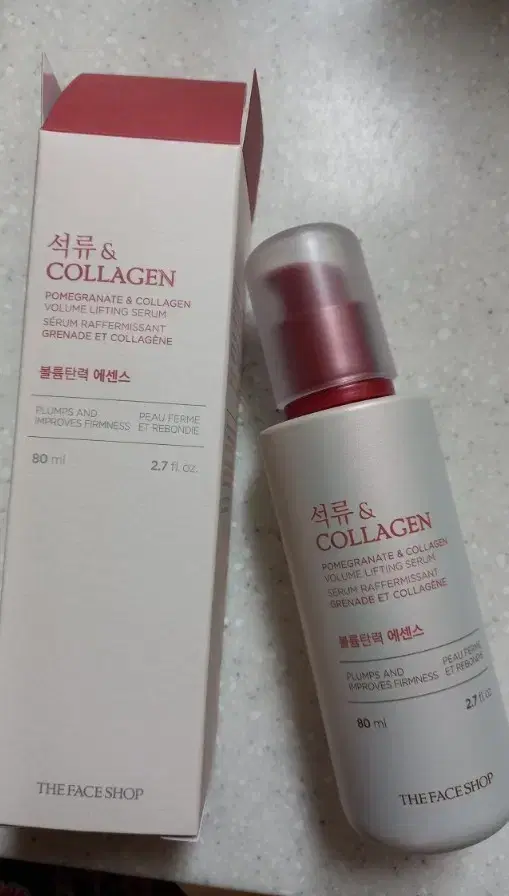 석류 &
COLLAGEN
POMEGRANATE & COLLAGEN
VOLUME LIFTING SERUM
SÉRUM RAFFERMISSANT
GRENADE ET COLLAGÈNE
볼륨탄력 에센스
PLUMPS AND
IMPROVES FIRMNESS
PEAU FERME
ET REBONDIE
80 ml
2.7 fl. oz.
THE FACE SHOP
석류 &
COLLAGEN
POMEGRANATE & COLLAGEN
VOLUME LIFTING SERUM
SÉRUM RAFFERMISSANT
GRENADE ET COLLAGÈNE
볼륨탄력 에센스
PLUMPS AND
IMPROVES FIRMNESS
PEAU FERME
ET REBONDIE
80 ml
2.7 fl. oz.
THE FACE SHOP